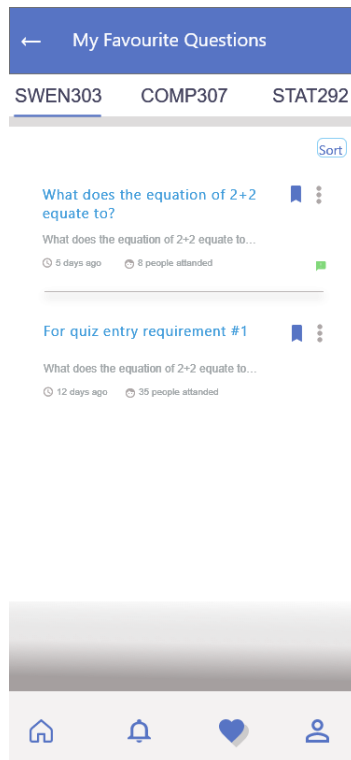 My Favourite Questions
SWEN303 COMP307 STAT292
Sort
What does the equation of 2+2
equate to?
What does the equation of 2+2 equate to...
5 days ago 8 people attanded
For quiz entry requirement #1
What does the equation of 2+2 equate to...
12 days ago 35 people attanded